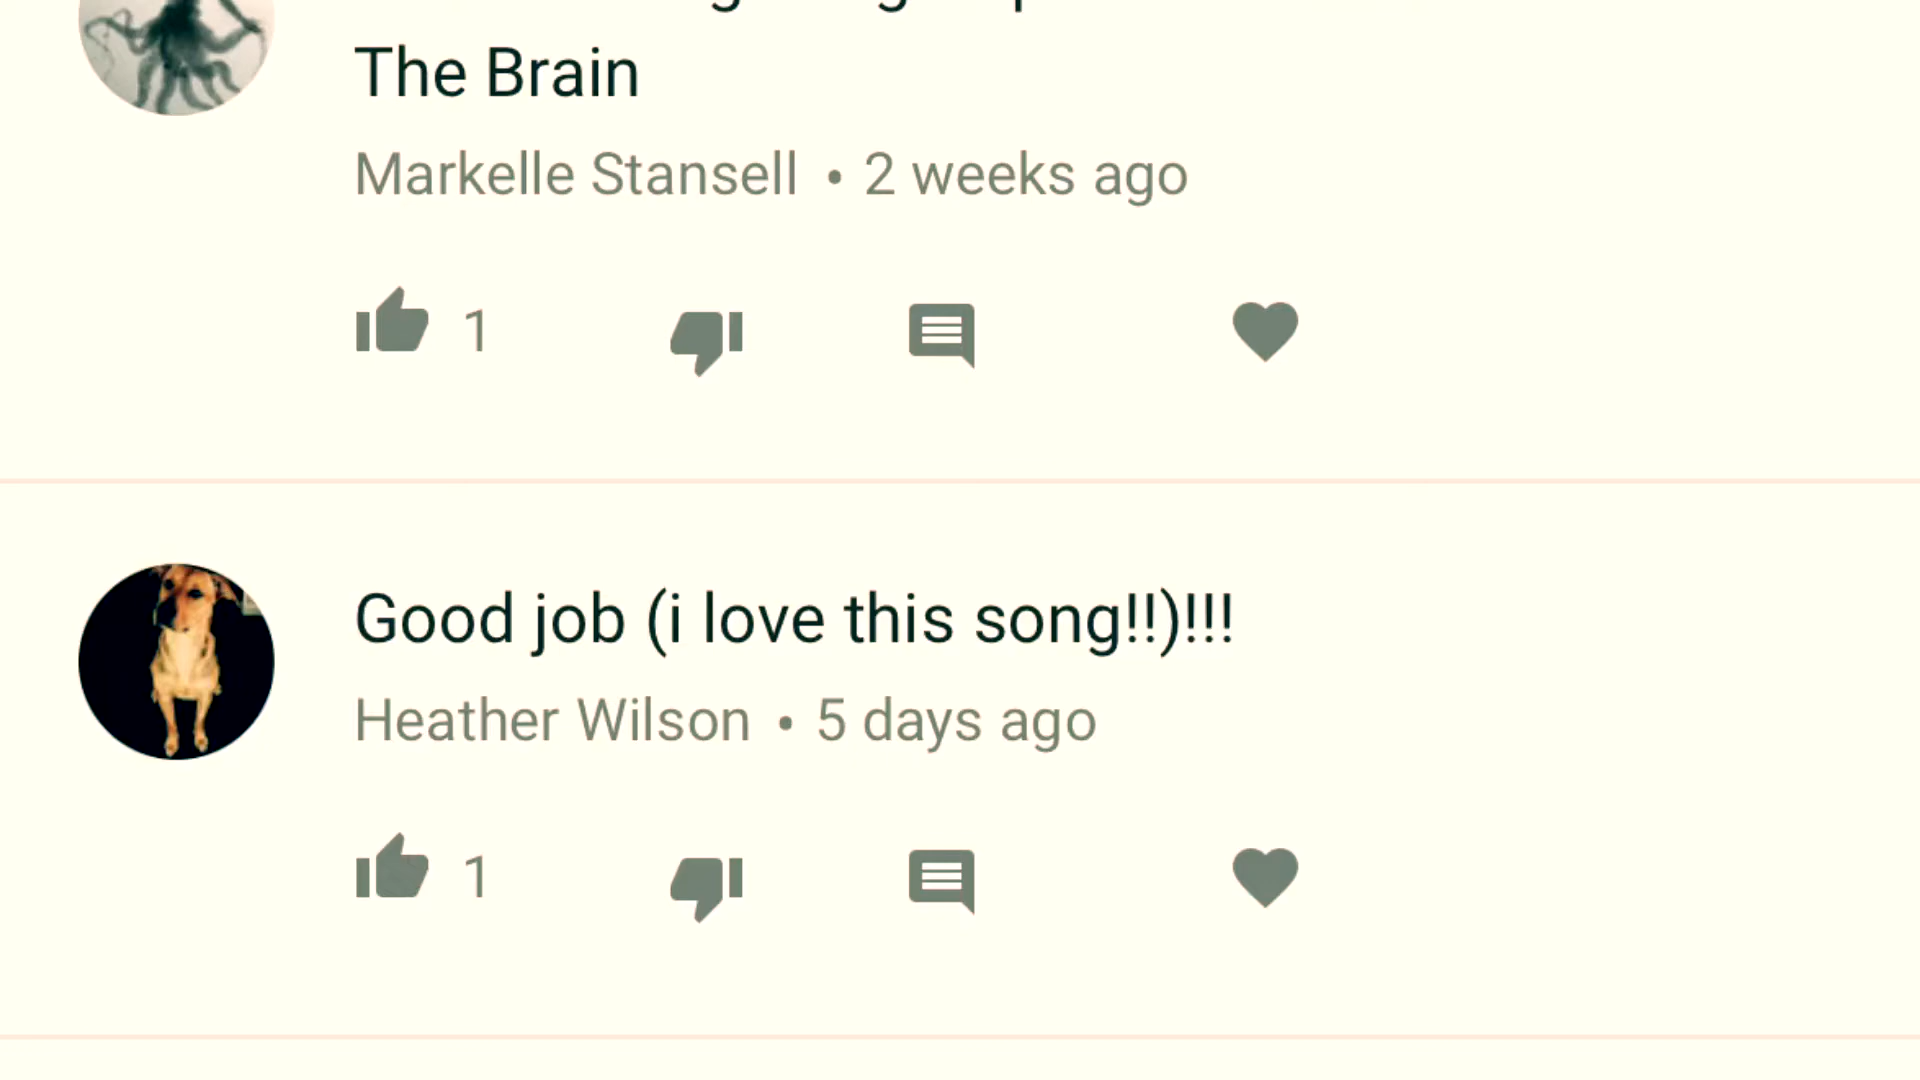 The Brain
Markelle Stansell • 2 weeks ago
1
Good job (i love this song!!)!!!
Heather Wilson • 5 days ago
1